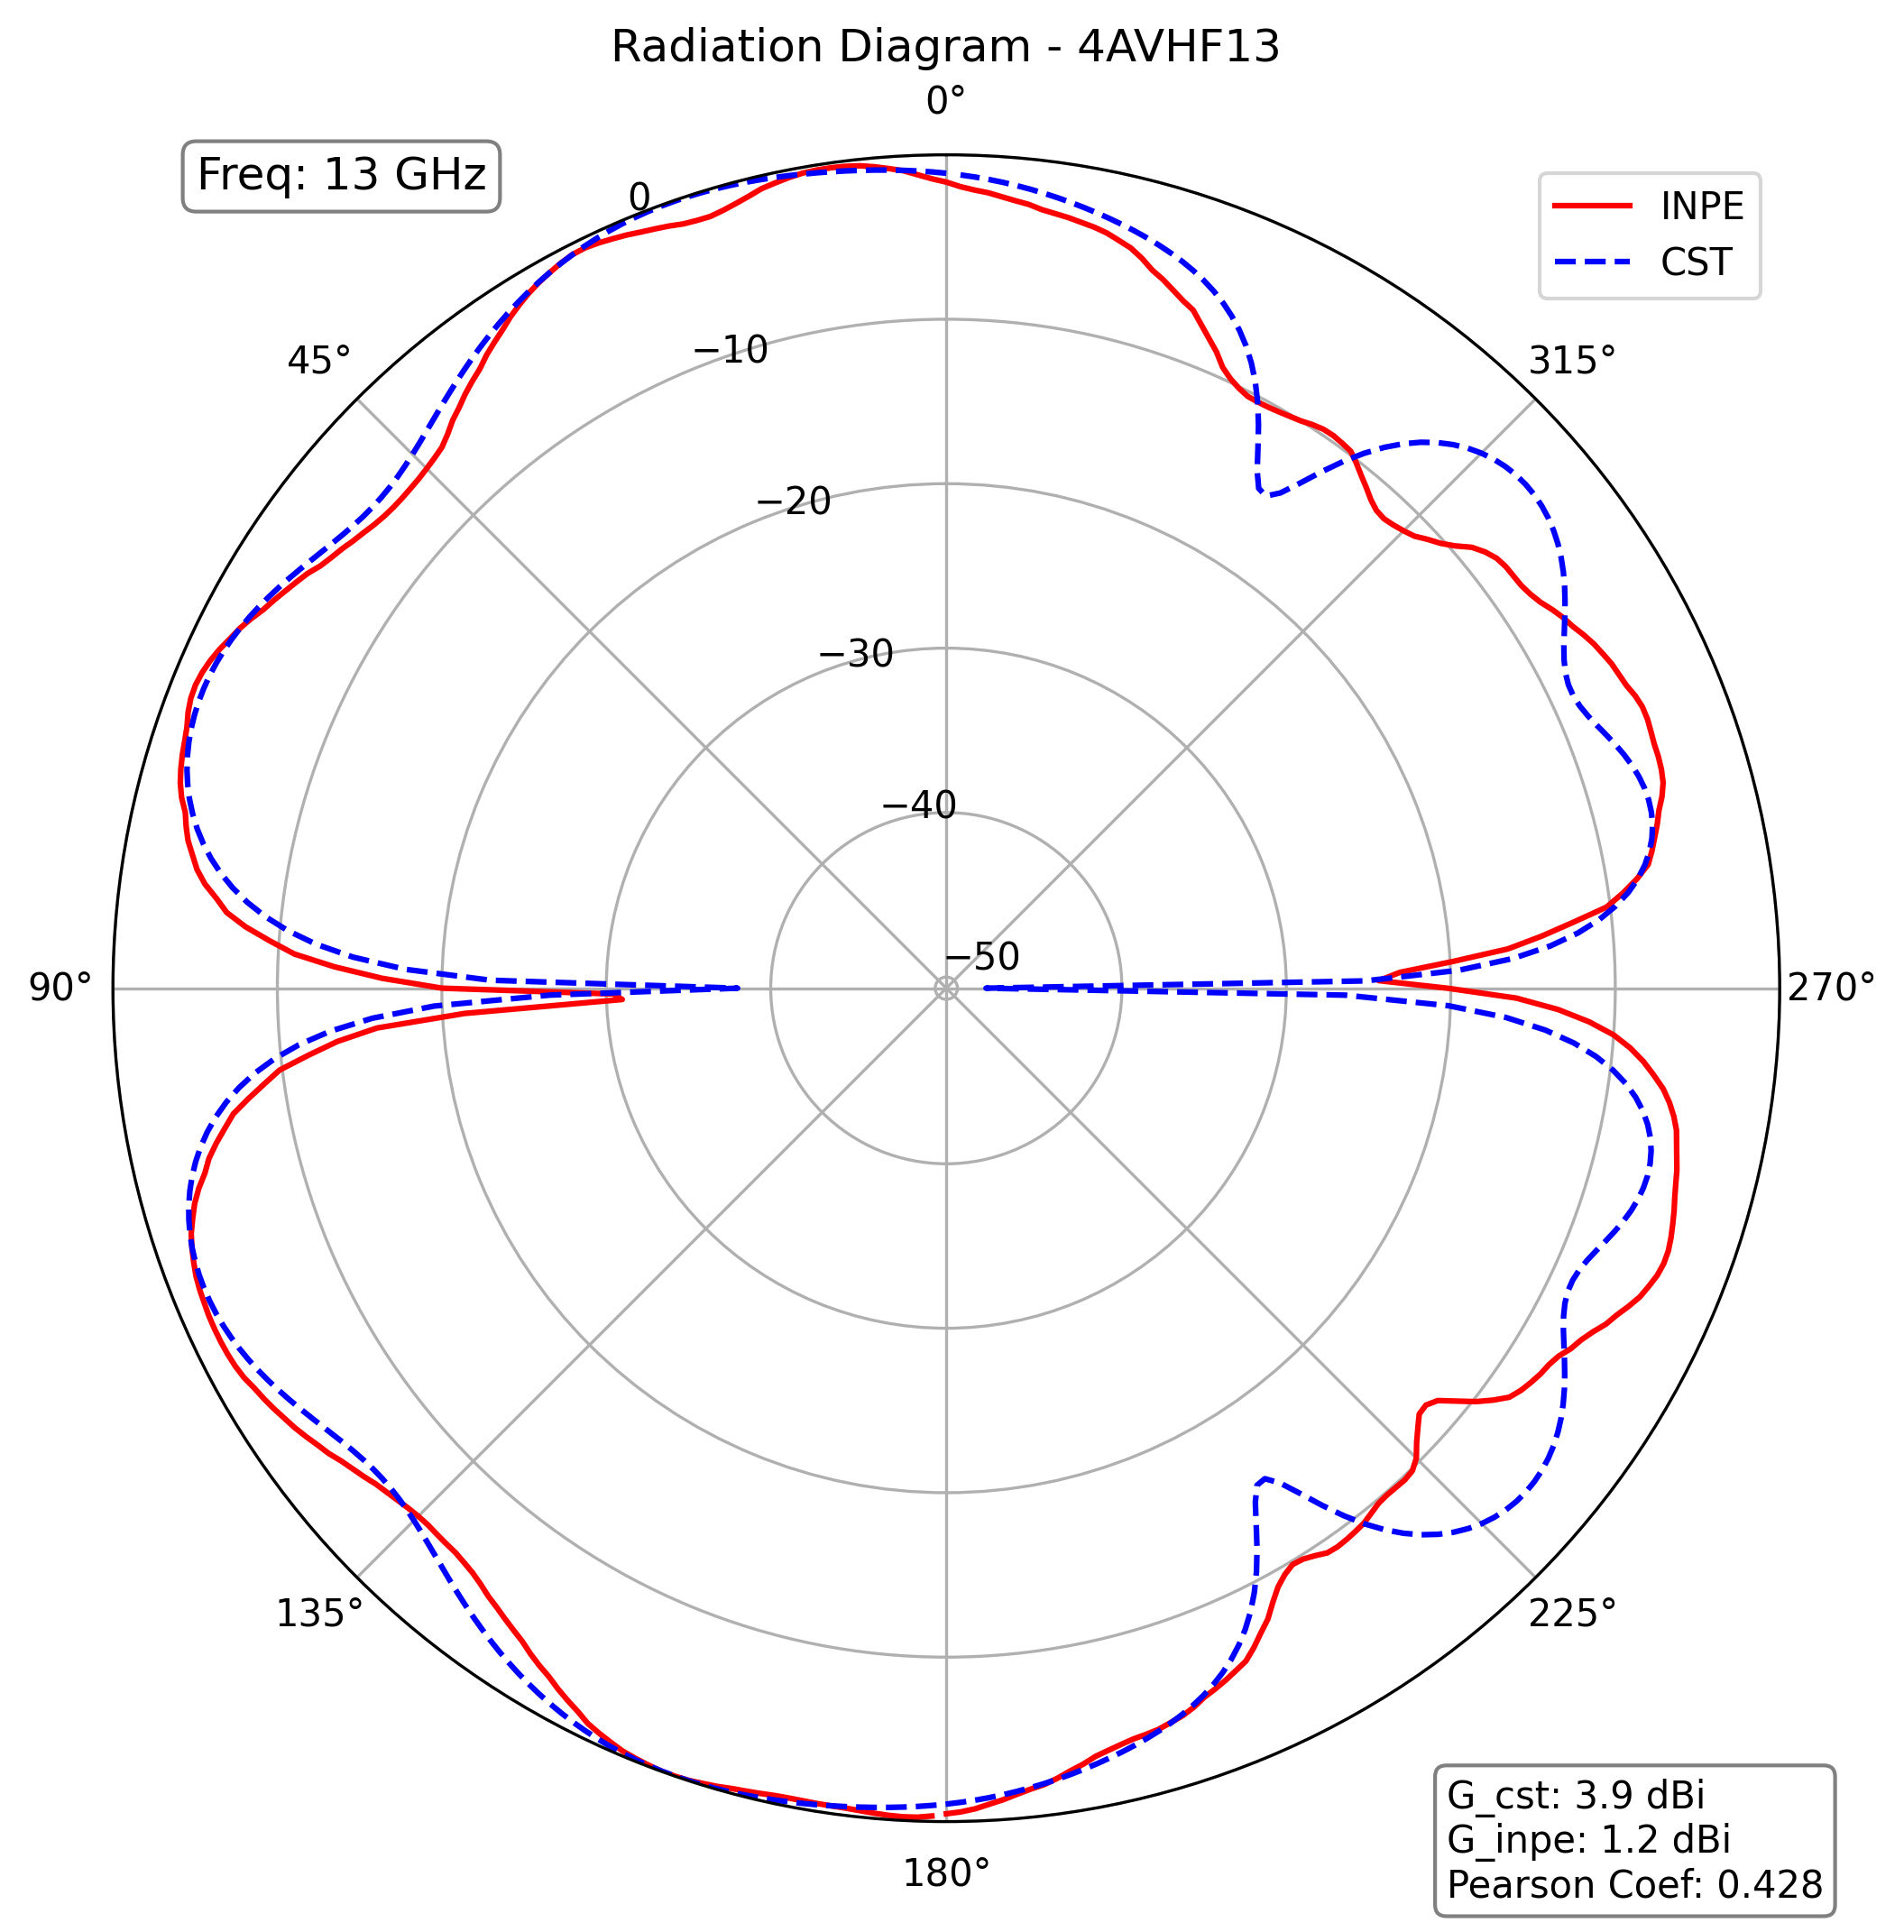 Radiation Diagram - 4AVHF13
0°
Freq: 13 GHz
0
INPE
CST
45°
−10
315°
−20
−30
−40
−50
90°
270°
135°
225°
G_cst: 3.9 dBi
G_inpe: 1.2 dBi
Pearson Coef: 0.428
180°